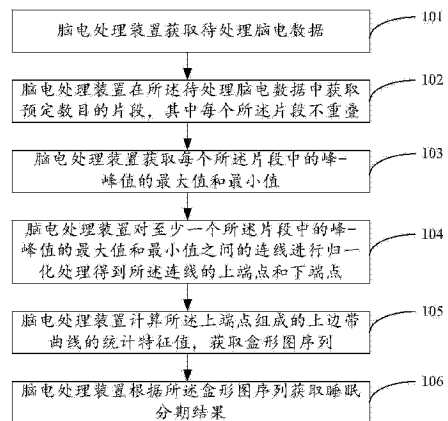 脑电处理装置获取待处理脑电数据
101
脑电处理装置在所述待处理脑电数据中获取
预定数目的片段，其中每个所述片段不重叠
102
脑电处理装置获取每个所述片段中的峰-
峰值的最大值和最小值
103
脑电处理装置对至少一个所述片段中的峰-
峰值的最大值和最小值之间的连线进行归一
化处理得到所述连线的上端点和下端点
104
脑电处理装置计算所述上端点组成的上边带
曲线的统计特征值，获取盒形图序列
105
脑电处理装置根据所述盒形图序列获取睡眠
分期结果
106